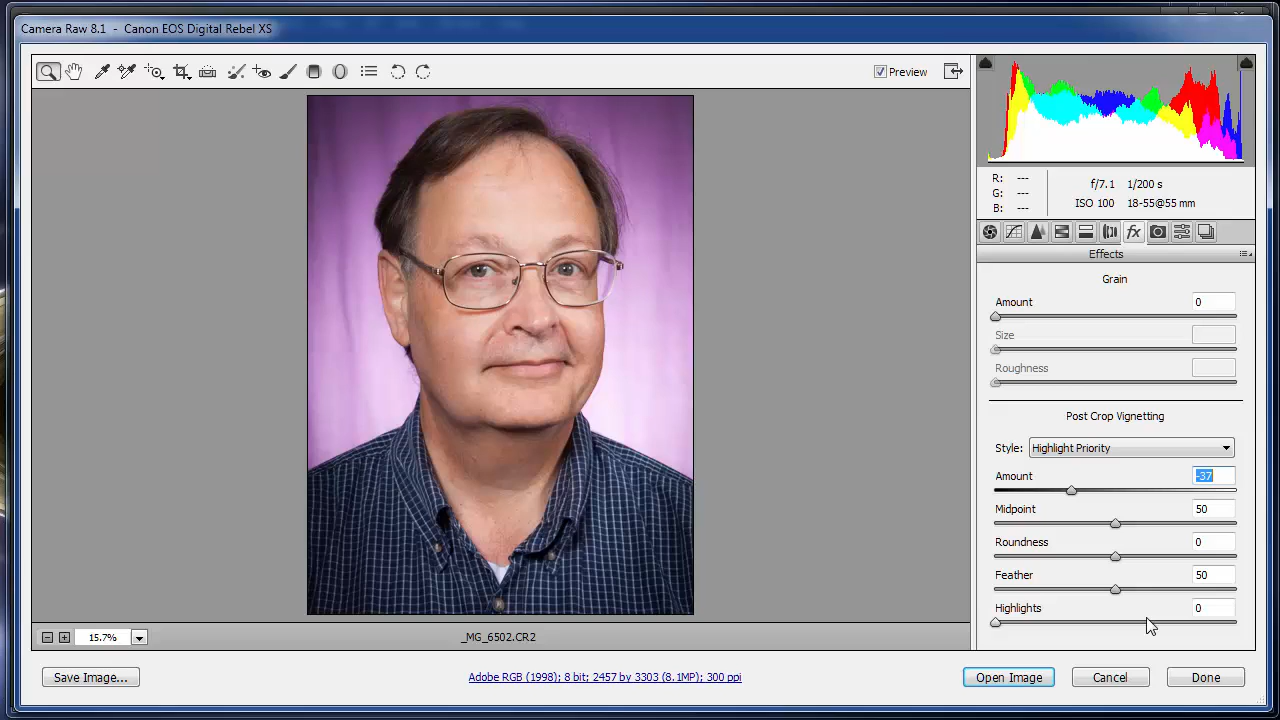 Camera Raw 8.1 - Canon EOS Digital Rebel XS
Preview
R: ---
G: ---
B: ---
f/7.1 1/200 s
ISO 100 18-55@55 mm
fx
Effects
Grain
Amount 0
Size
Roughness
Post Crop Vignetting
Style: Highlight Priority
Amount -37
Midpoint 50
Roundness 0
Feather 50
Highlights 0
15.7%
_MG_6502.CR2
Save Image...
Adobe RGB (1998); 8 bit; 2457 by 3303 (8.1MP); 300 ppi
Open Image
Cancel
Done